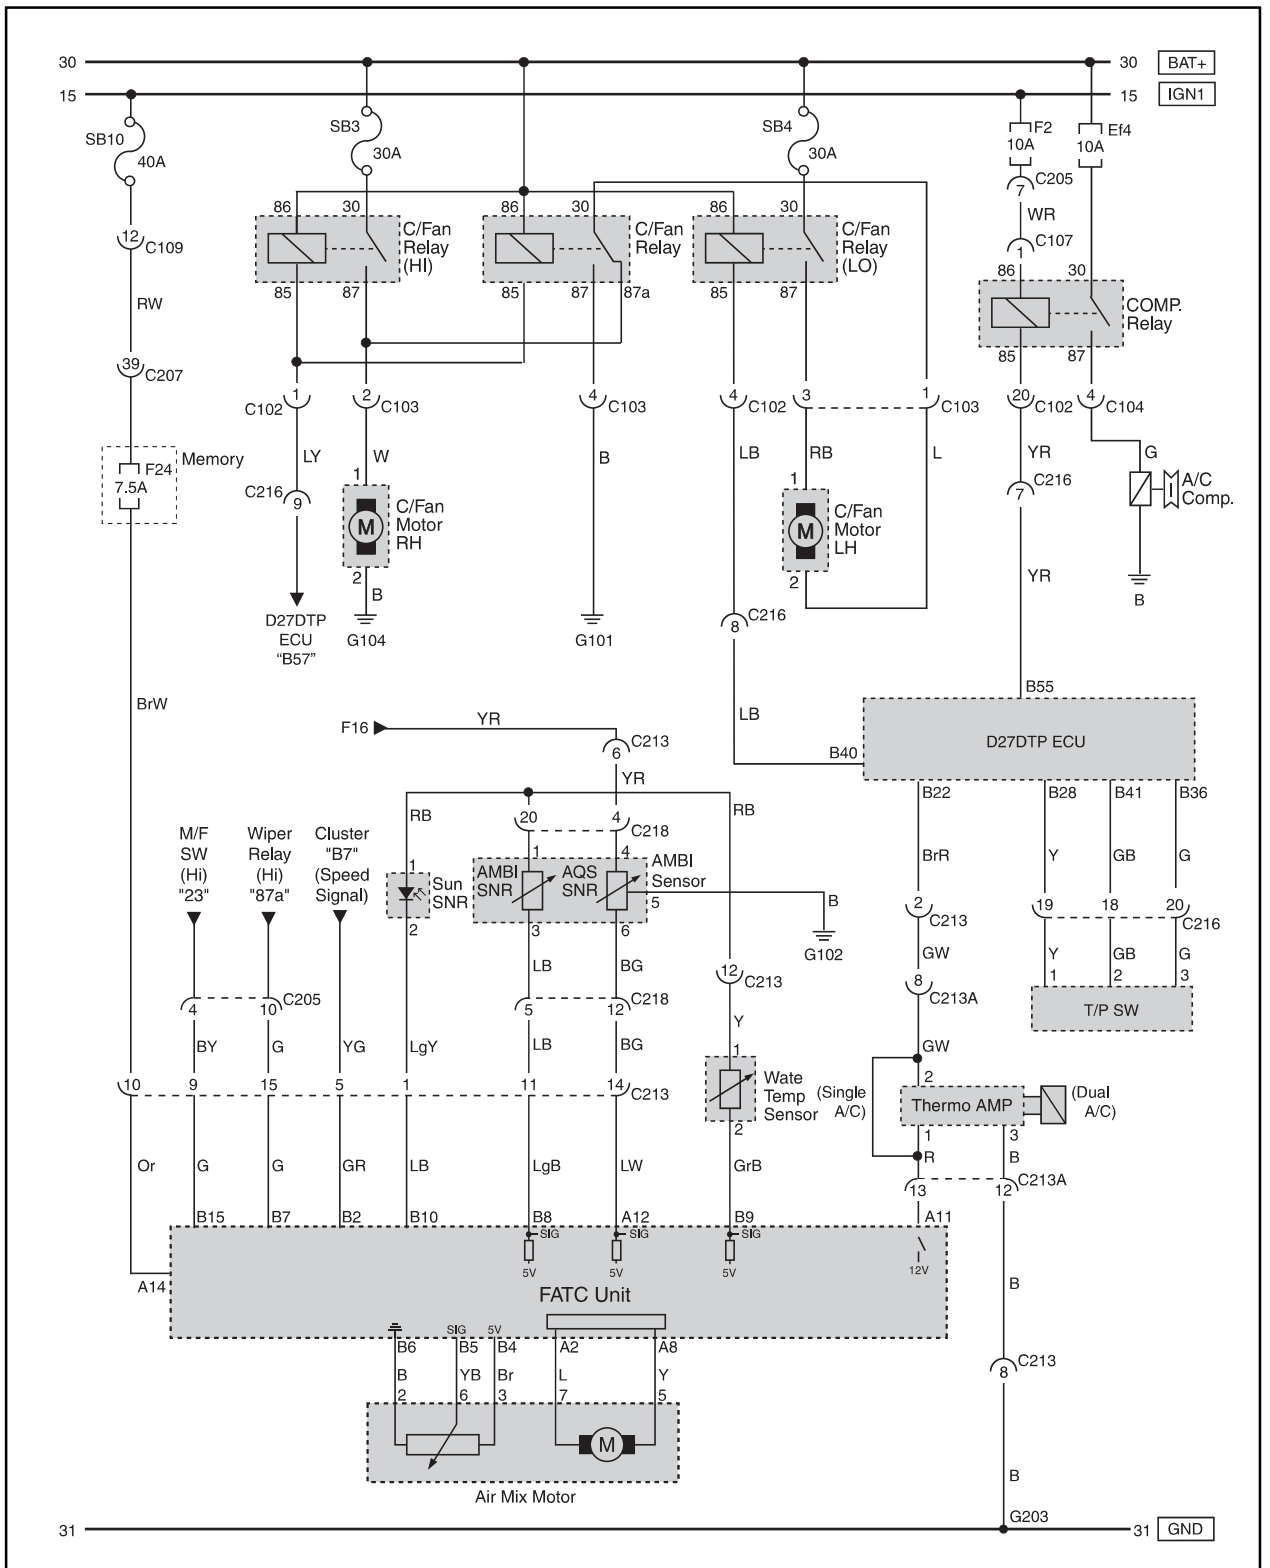 30 30 BAT+
15 15 IGN1
SB10
40A
SB3
30A
SB4
30A
F2
10A
Ef4
10A
C205
7
WR
C107
1
12
C109
RW
39
C207
86 30
C/Fan
Relay
(HI)
85 87
86 30
C/Fan
Relay
85 87 87a
86 30
C/Fan
Relay
(LO)
85 87
86 30
COMP.
Relay
85 87
1
C102
2
C103
4
C103
4
C102
3
1
C103
20
C102
4
C104
Memory
F24
7.5A
LY
C216
9
D27DTP
ECU
“B57”
W
1
M
C/Fan
Motor
RH
2
B
G104
B
G101
LB
C216
8
LB
RB
1
M
C/Fan
Motor
LH
2
L
YR
C216
7
YR
G
A/C
Comp.
B
B55
B40
D27DTP ECU
B22 B28 B41 B36
BrW
F16
YR
C213
6
YR
RB
RB
20 4
C218
M/F
SW
(Hi)
"23"
Wiper
Relay
(Hi)
"87a"
Cluster
"B7"
(Speed
Signal)
1
Sun
SNR
2
1 4
AMBI
SNR
AQS
SNR
AMBI
Sensor
5
3 6
B
G102
BrR
2
C213
GW
8
C213A
GW
Y GB G
19 18 20
C216
Y GB G
1 2 3
T/P SW
LB BG
5 12
C218
LB BG
12
C213
Y
1
Wate
Temp
Sensor
2
4 10
C205
BY G YG LgY
10 9 15 5 1 11 14
C213
(Single
A/C)
2
Thermo AMP
(Dual
A/C)
1 3
R B
13 12
C213A
Or G G GR LB LgB LW GrB
B15 B7 B2 B10 B8 A12 B9 A11
SIG SIG SIG
5V 5V 5V 12V
A14
FATC Unit
SIG 5V
B6 B5 B4 A2 A8
B YB Br L Y
2 6 3 7 5
M
Air Mix Motor
B
C213
8
B
G203
31 31 GND